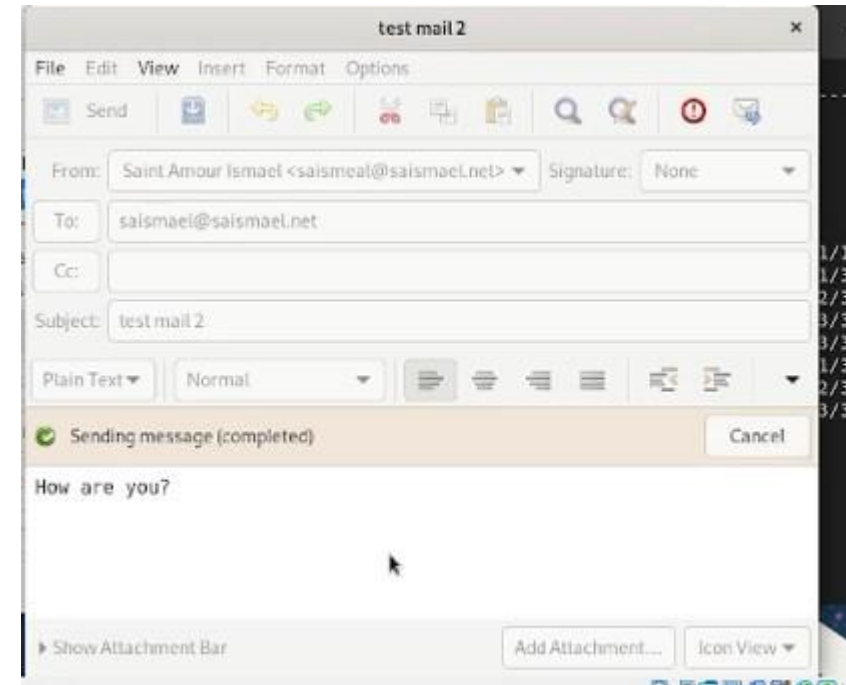 test mail 2
File Edit View Insert Format Options
Send
From: Saint Amour Ismael <saismeal@saismael.net> Signature: None
To: saismael@saismael.net
Cc:
Subject: test mail 2
Plain Text Normal
Sending message (completed) Cancel
How are you?
Show Attachment Bar Add Attachment... Icon View